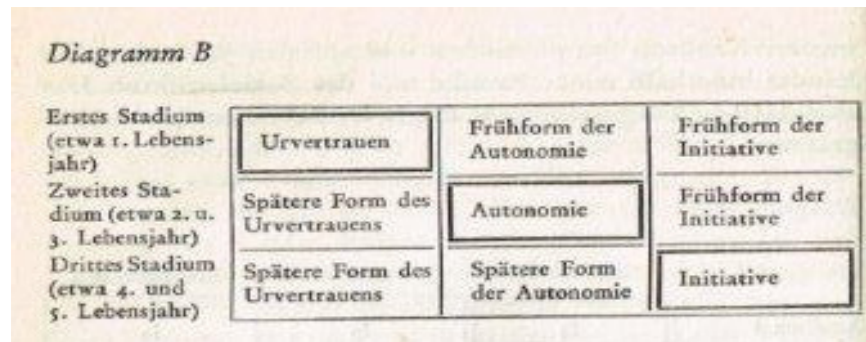 Diagramm B
Erstes Stadium
(etwa 1. Lebens-
jahr)
Urvertrauen
Frühform der
Autonomie
Frühform der
Initiative
Zweites Sta-
dium (etwa 2. u.
3. Lebensjahr)
Spätere Form des
Urvertrauens
Autonomie
Frühform der
Initiative
Drittes Stadium
(etwa 4. und
5. Lebensjahr)
Spätere Form des
Urvertrauens
Spätere Form
der Autonomie
Initiative